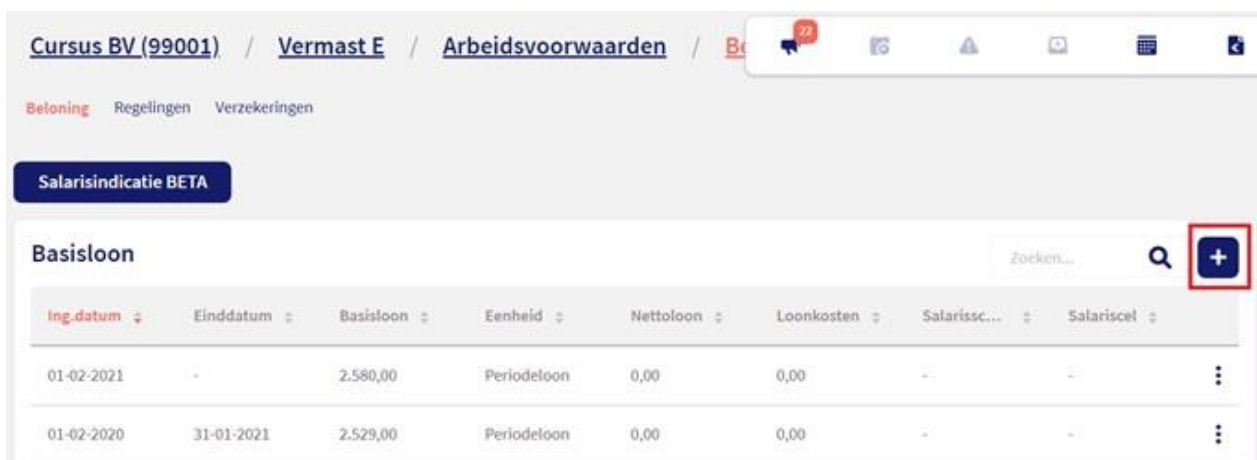 Cursus BV (99001) / Vermast E / Arbeidsvoorwaarden / Be
22
Beloning Regelingen Verzekeringen
Salarisindicatie BETA
Basisloon Zoeken...
Ing.datum Einddatum Basisloon Eenheid Nettoloon Loonkosten Salarissc... Salariscel
01-02-2021 - 2.580,00 Periodeloon 0,00 0,00 - -
01-02-2020 31-01-2021 2.529,00 Periodeloon 0,00 0,00 - -